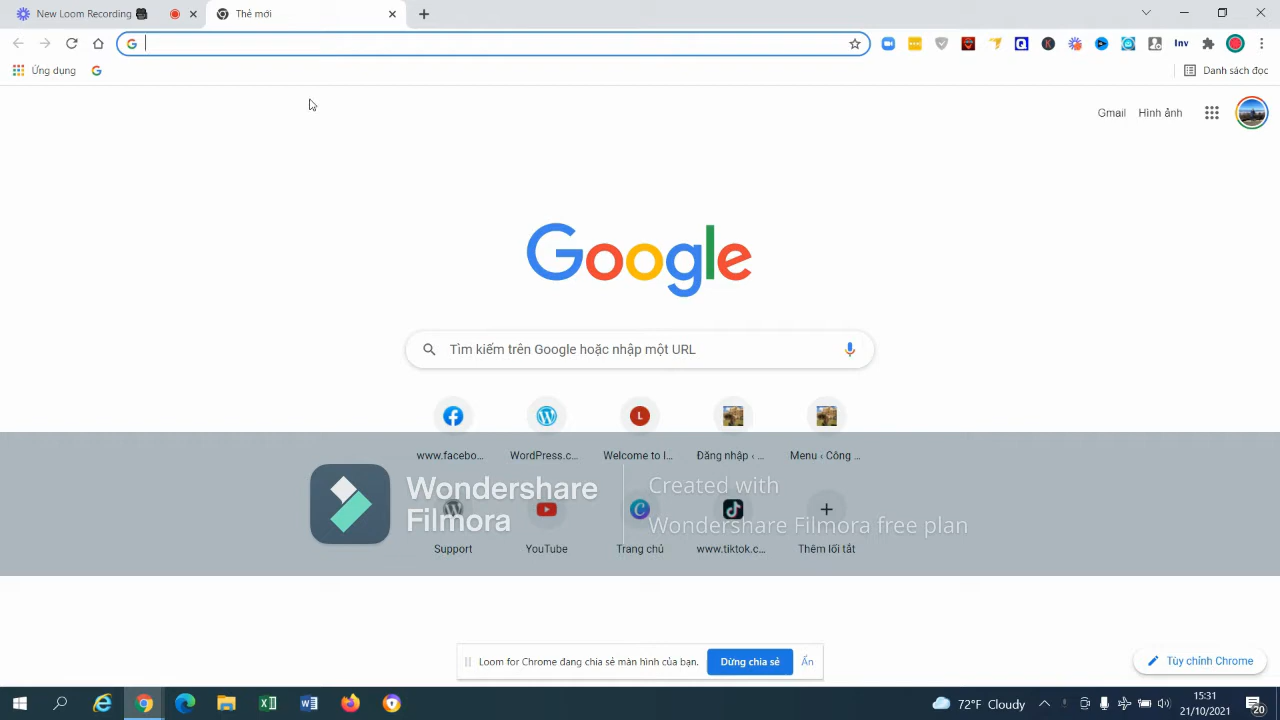 New Loom Recording
Thẻ mới
Ứng dụng
Danh sách đọc
Inv
Gmail
Hình ảnh
Google
Tìm kiếm trên Google hoặc nhập một URL
L
www.facebo...
WordPress.c...
Welcome to l...
Đăng nhập ‹ ...
Menu ‹ Công ...
Wondershare
Filmora
Created with
Wondershare Filmora free plan
Support
YouTube
Trang chủ
www.tiktok.c...
Thêm lối tắt
Loom for Chrome đang chia sẻ màn hình của bạn.
Dừng chia sẻ
Ẩn
Tùy chỉnh Chrome
72°F Cloudy
15:31
21/10/2021
20